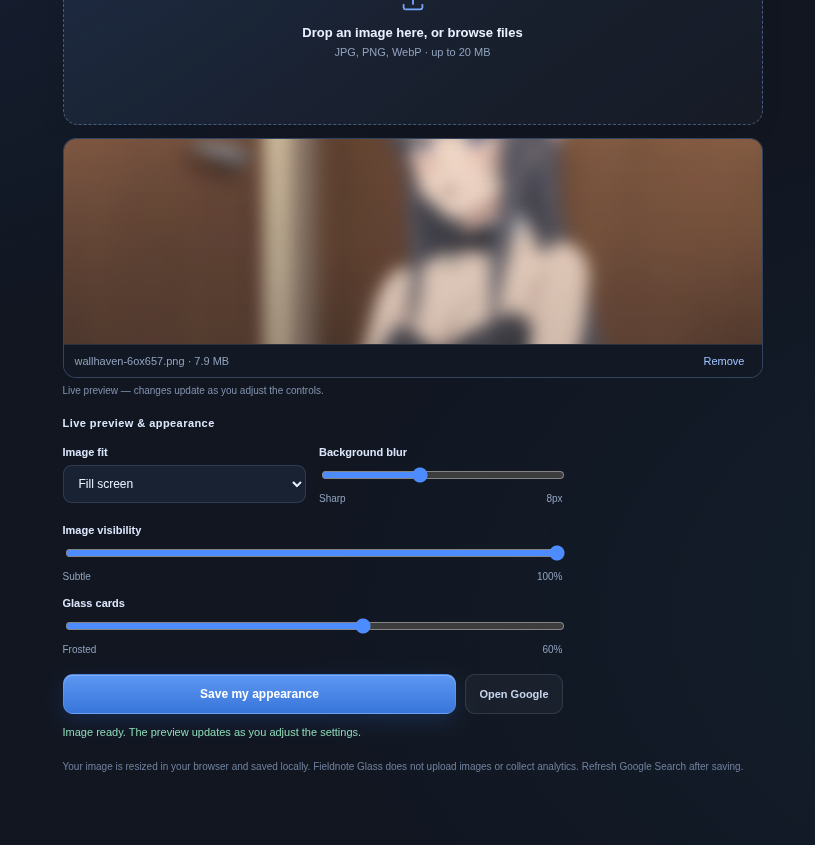 Drop an image here, or browse files
JPG, PNG, WebP · up to 20 MB
wallhaven-6ox657.png · 7.9 MB
Remove
Live preview — changes update as you adjust the controls.
Live preview & appearance
Image fit
Background blur
Fill screen
Sharp
8px
Image visibility
Subtle
100%
Glass cards
Frosted
60%
Save my appearance
Open Google
Image ready. The preview updates as you adjust the settings.
Your image is resized in your browser and saved locally. Fieldnote Glass does not upload images or collect analytics. Refresh Google Search after saving.